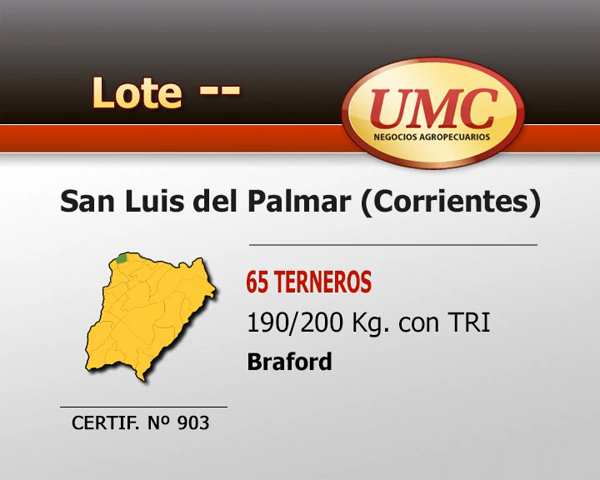 Lote --
UMC
NEGOCIOS AGROPECUARIOS
San Luis del Palmar (Corrientes)
65 TERNEROS
190/200 Kg. con TRI
Braford
CERTIF. Nº 903